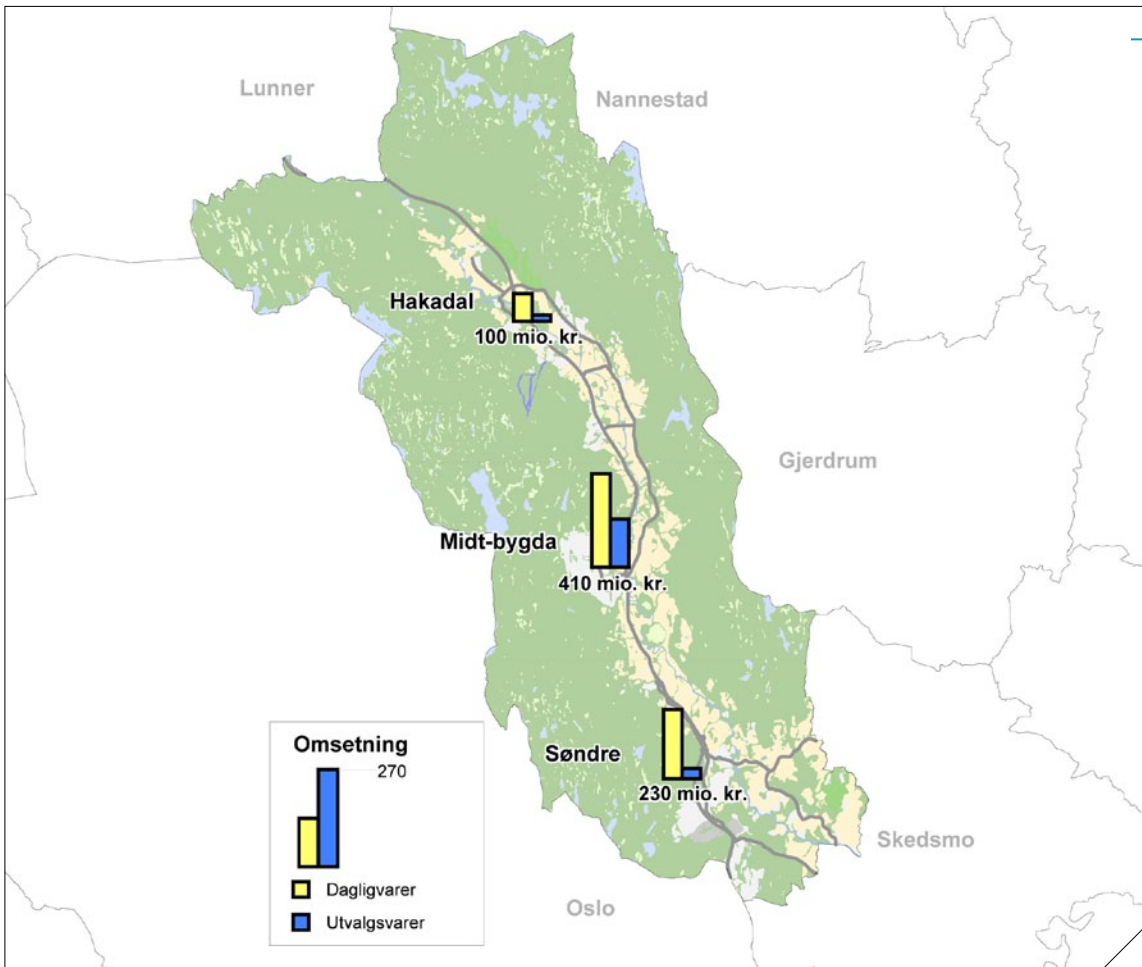 Lunner
Nannestad
Hakadal
100 mio. kr.
Gjerdrum
Midt-bygda
410 mio. kr.
Søndre
230 mio. kr.
Omsetning
270
Dagligvarer
Utvalgsvarer
Skedsmo
Oslo